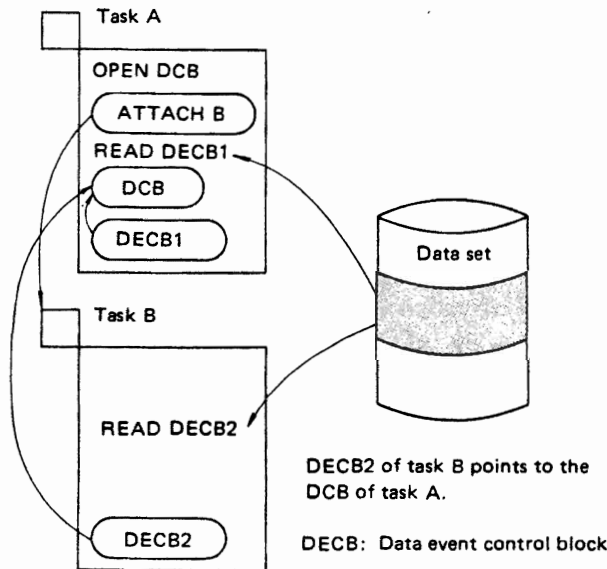 Task A
OPEN DCB
ATTACH B
READ DECB1
DCB
DECB1
Data set
Task B
READ DECB2
DECB2
DECB2 of task B points to the
DCB of task A.
DECB: Data event control block